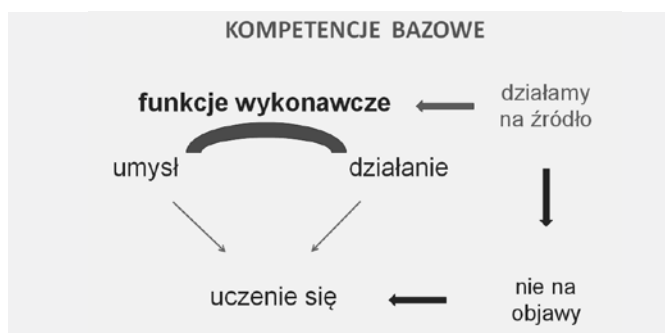 KOMPETENCJE BAZOWE
funkcje wykonawcze
działamy
na źródło
umysł
działanie
uczenie się
nie na
objawy